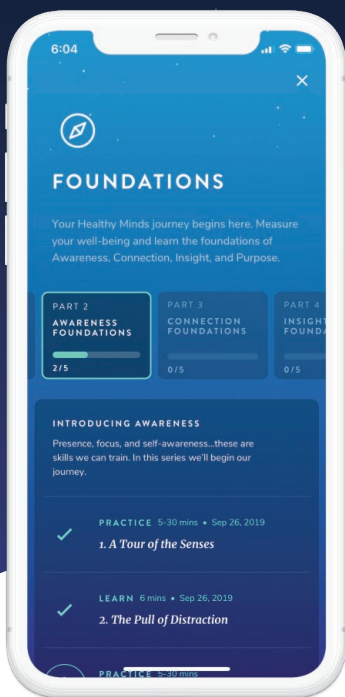 6:04
FOUNDATIONS
Your Healthy Minds journey begins here. Measure
your well-being and learn the foundations of
Awareness, Connection, Insight, and Purpose.
PART 2
AWARENESS
FOUNDATIONS
2/5
PART 3
CONNECTION
FOUNDATIONS
0/5
PART 4
INSIGHT
FOUNDA
0/5
INTRODUCING AWARENESS
Presence, focus, and self-awareness...these are
skills we can train. In this series we'll begin our
journey.
PRACTICE 5-30 mins • Sep 26, 2019
1. A Tour of the Senses
LEARN 6 mins • Sep 26, 2019
2. The Pull of Distraction
PRACTICE 5-30 mins